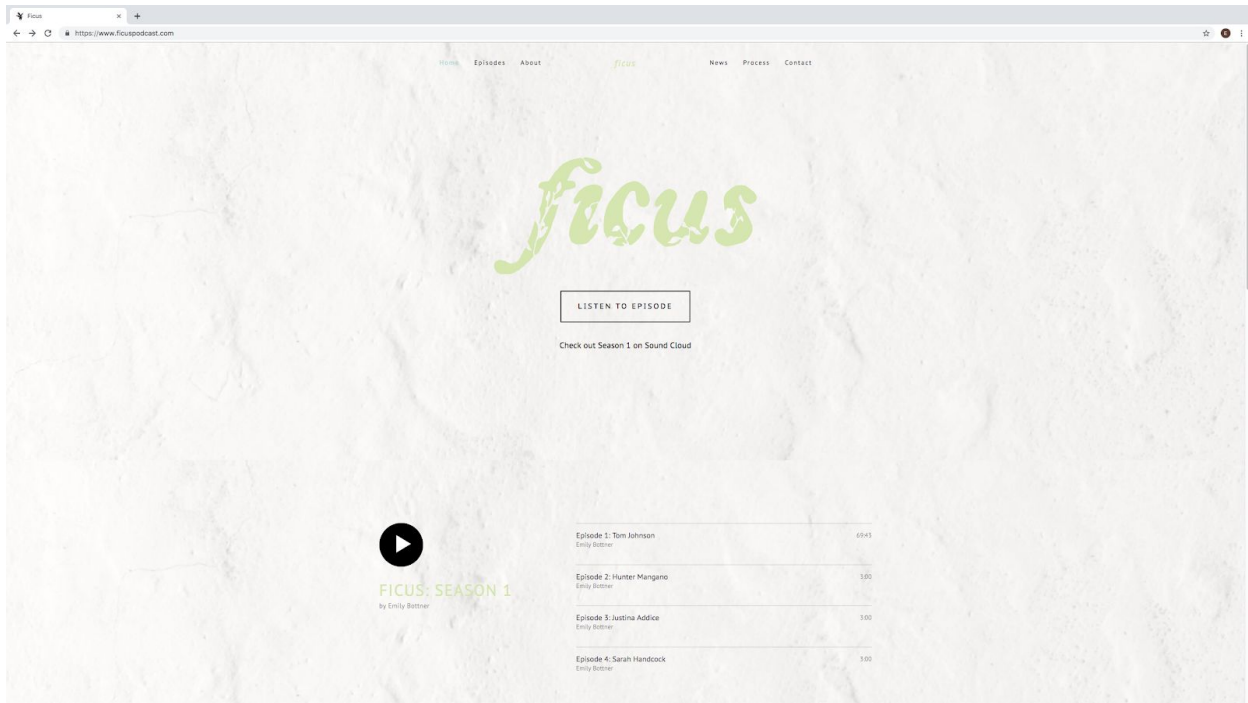 Ficus
https://www.ficuspodcast.com
Home Episodes About ficus News Process Contact
ficus
LISTEN TO EPISODE
Check out Season 1 on Sound Cloud
FICUS: SEASON 1
by Emily Bottner
Episode 1: Tom Johnson 69:43
Emily Bottner
Episode 2: Hunter Mangano 3:00
Emily Bottner
Episode 3: Justina Addice 3:00
Emily Bottner
Episode 4: Sarah Handcock 3:00
Emily Bottner